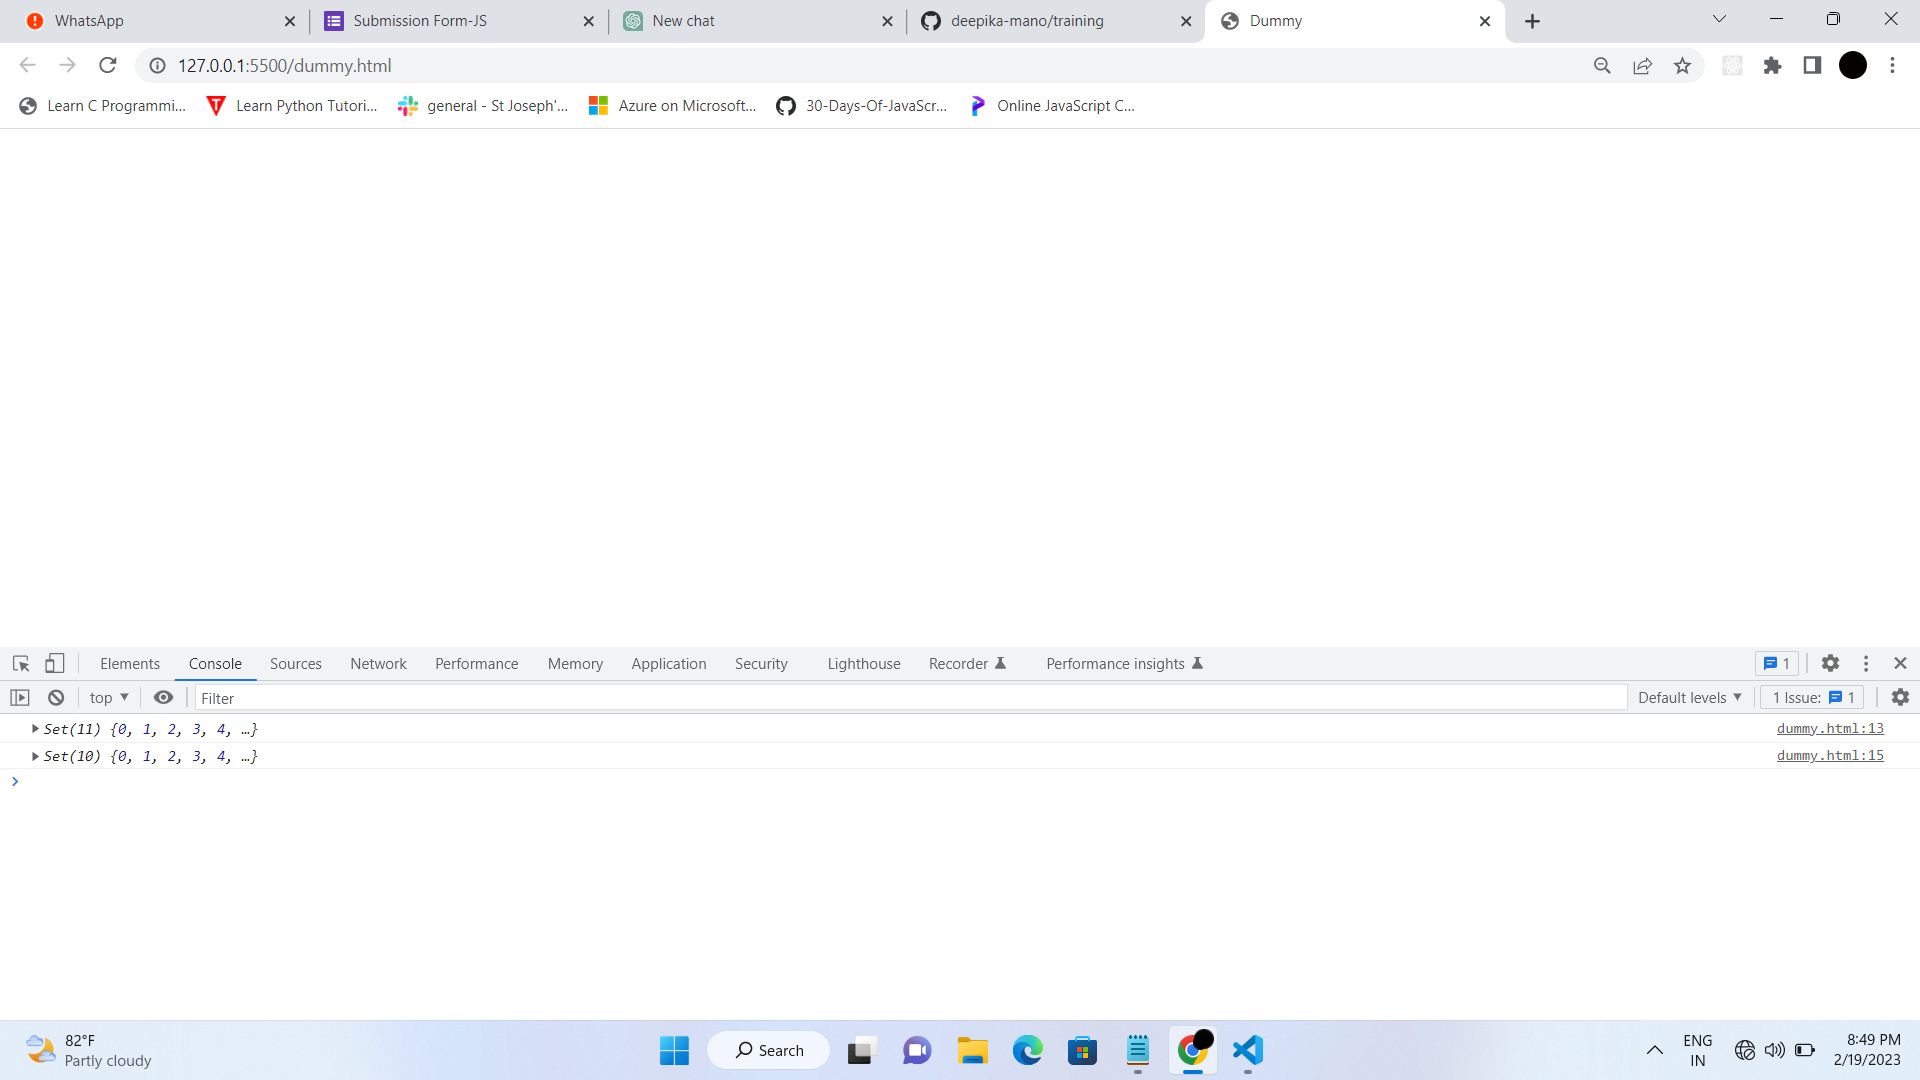 WhatsApp
Submission Form-JS
New chat
deepika-mano/training
Dummy
127.0.0.1:5500/dummy.html
Learn C Programmi...
Learn Python Tutori...
general - St Joseph'...
Azure on Microsoft...
30-Days-Of-JavaScr...
Online JavaScript C...
Elements
Console
Sources
Network
Performance
Memory
Application
Security
Lighthouse
Recorder
Performance insights
1
top
Filter
Default levels
1 Issue:
1
Set(11) {0, 1, 2, 3, 4, …}
dummy.html:13
Set(10) {0, 1, 2, 3, 4, …}
dummy.html:15
82°F
Partly cloudy
Search
ENG
IN
8:49 PM
2/19/2023